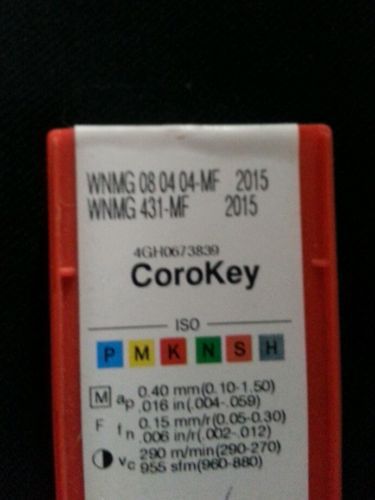 WNMG 08 04 04-MF 2015
WNMG 431-MF 2015
4GH0673839
CoroKey
ISO
P M K N S H
M ap 0.40 mm(0.10-1.50)
.016 in(.004-.059)
F fn 0.15 mm/r(0.05-0.30)
.006 in/r(.002-.012)
vc 290 m/min(290-270)
955 sfm(960-880)